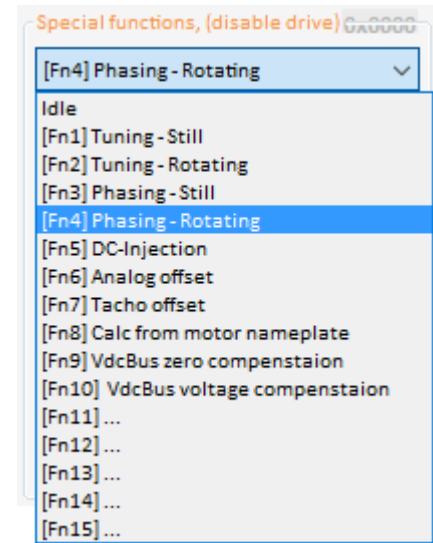 Special functions, (disable drive) 0x0000
[Fn4] Phasing - Rotating
Idle
[Fn1] Tuning - Still
[Fn2] Tuning - Rotating
[Fn3] Phasing - Still
[Fn4] Phasing - Rotating
[Fn5] DC-Injection
[Fn6] Analog offset
[Fn7] Tacho offset
[Fn8] Calc from motor nameplate
[Fn9] VdcBus zero compenstaion
[Fn10] VdcBus voltage compenstaion
[Fn11] ...
[Fn12] ...
[Fn13] ...
[Fn14] ...
[Fn15] ...